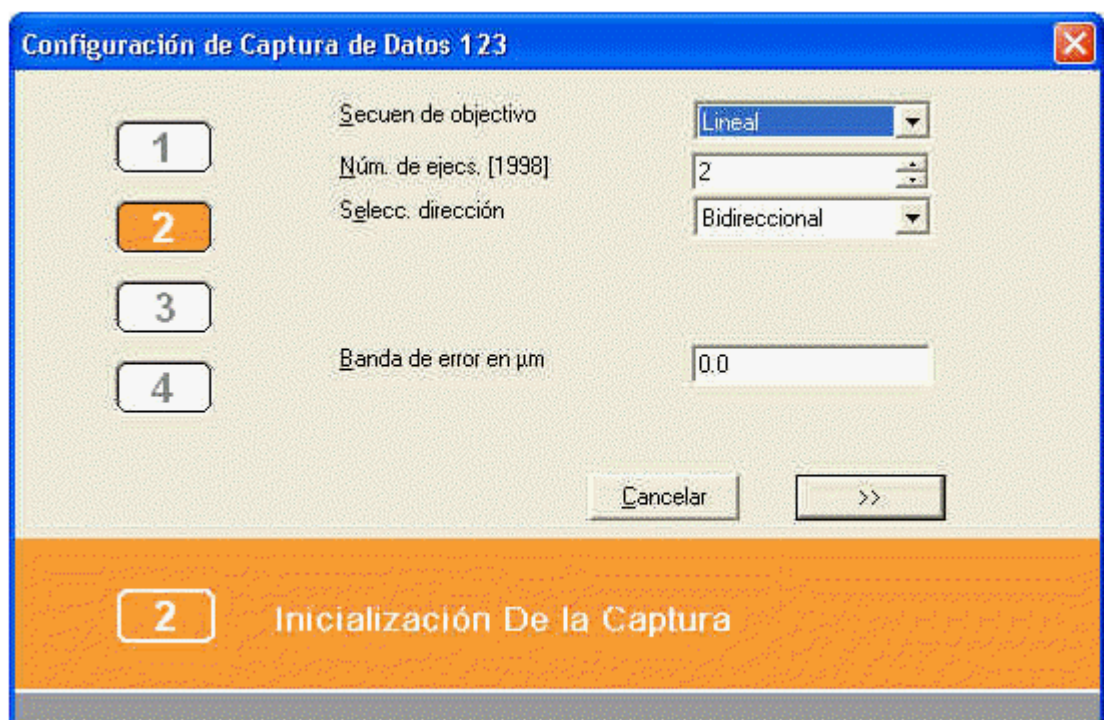 Configuración de Captura de Datos 123
1
Secuen de objectivo
Lineal
Núm. de ejecs. [1998]
2
2
Selecc. dirección
Bidireccional
3
Banda de error en µm
0.0
4
Cancelar
>>
2 Inicialización De la Captura